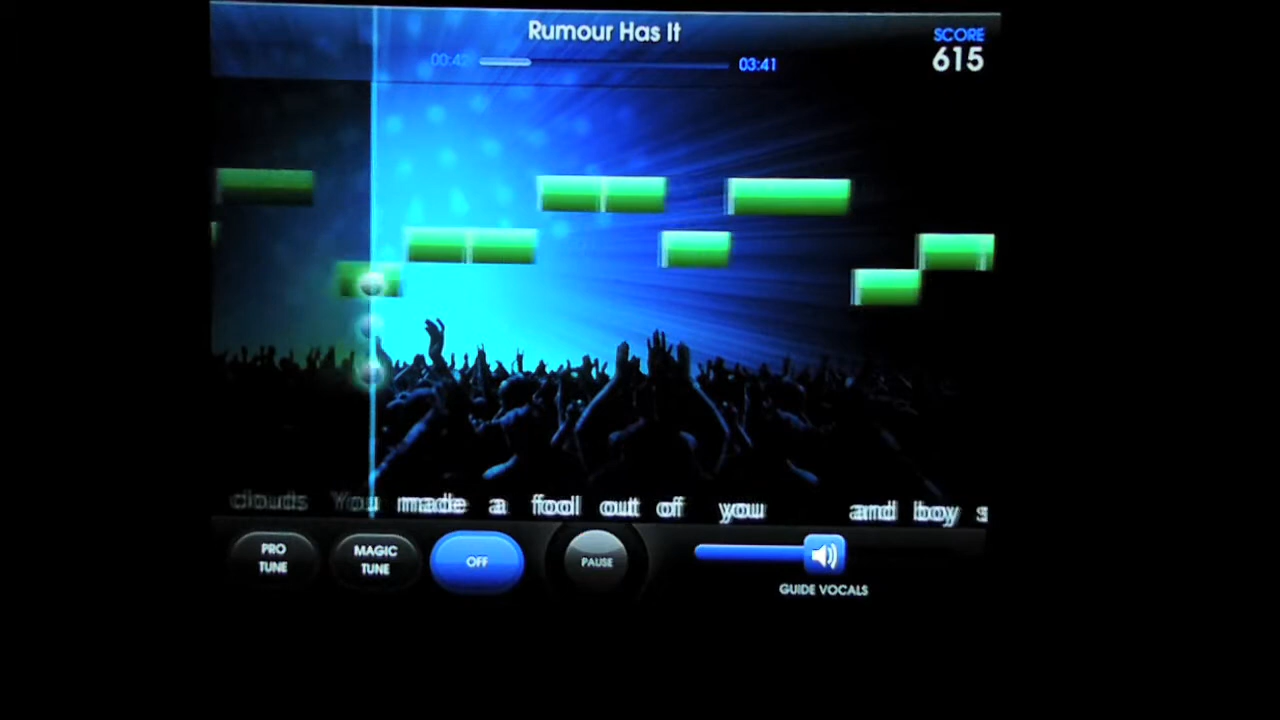 Rumour Has It
SCORE
00:42 03:41
615
clouds You made a fool out off you and boy s
PRO TUNE
MAGIC TUNE
OFF
PAUSE
GUIDE VOCALS